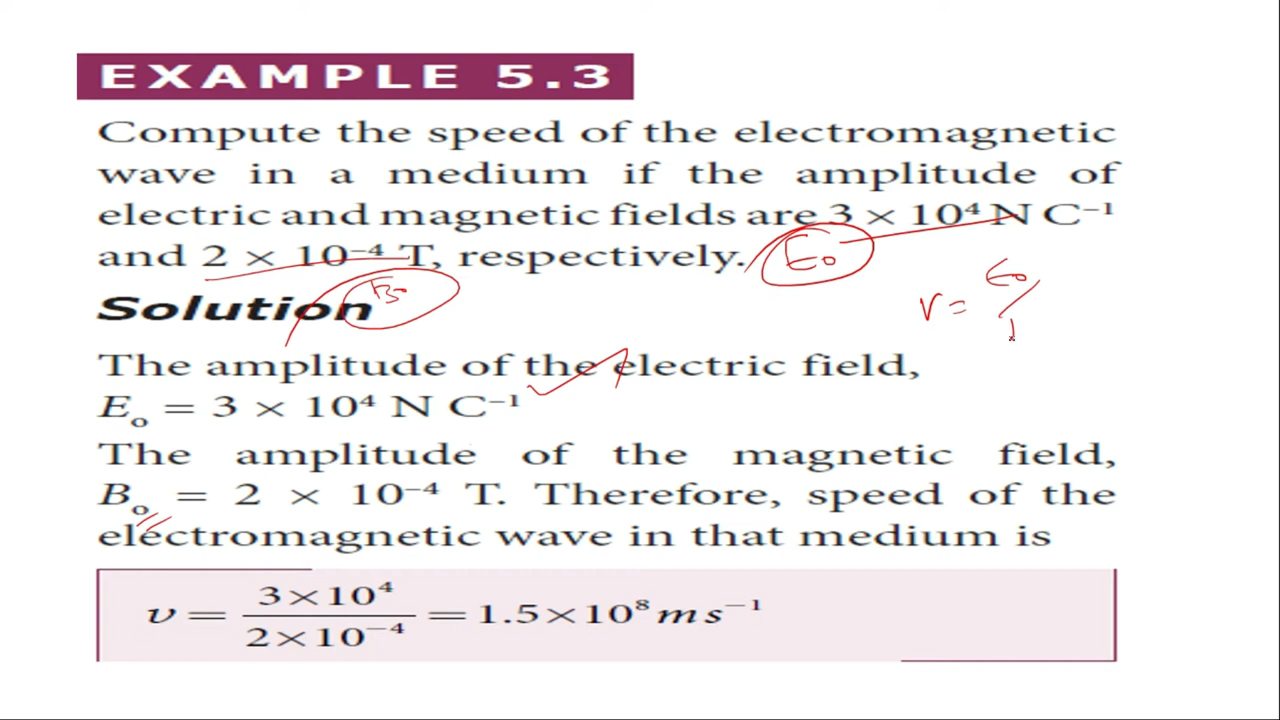 EXAMPLE 5.3
Compute the speed of the electromagnetic
wave in a medium if the amplitude of
electric and magnetic fields are 3 × 10⁴ N C⁻¹
and 2 × 10⁻⁴ T, respectively.
E₀
B₀
v = E₀ /
Solution
The amplitude of the electric field,
Eₒ = 3 × 10⁴ N C⁻¹
The amplitude of the magnetic field,
Bₒ = 2 × 10⁻⁴ T. Therefore, speed of the
electromagnetic wave in that medium is
υ = 3×10⁴ / 2×10⁻⁴ = 1.5×10⁸ m s⁻¹